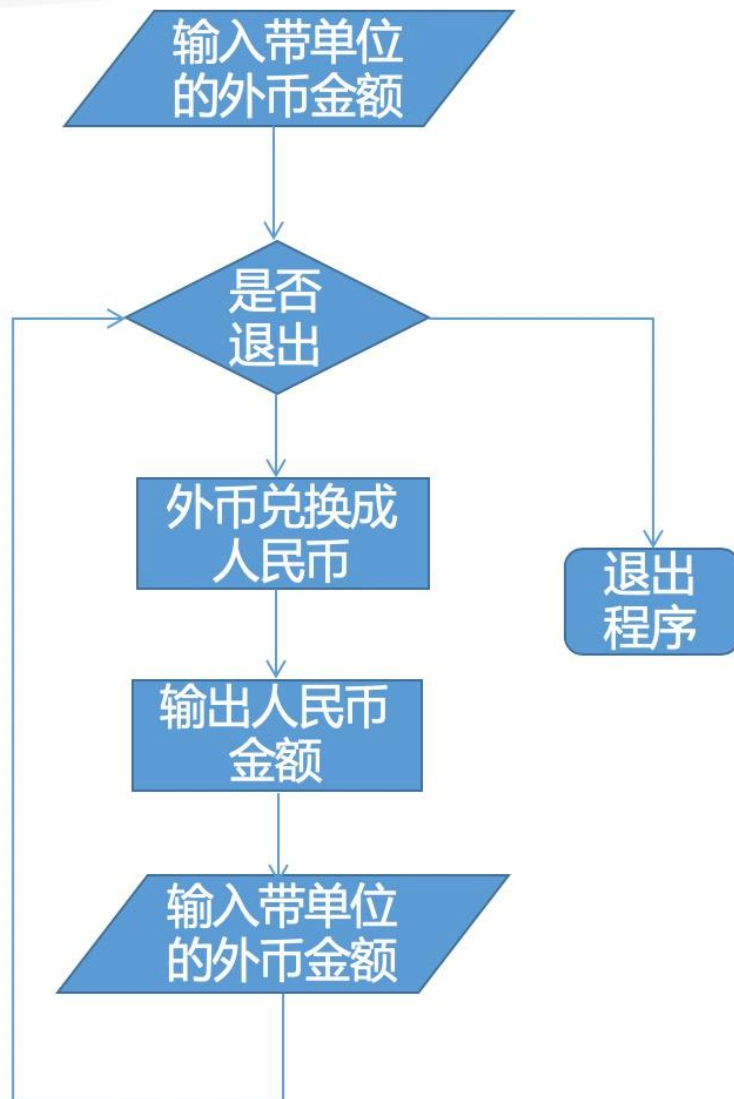 输入带单位
的外币金额
是否
退出
外币兑换成
人民币
退出
程序
输出人民币
金额
输入带单位
的外币金额